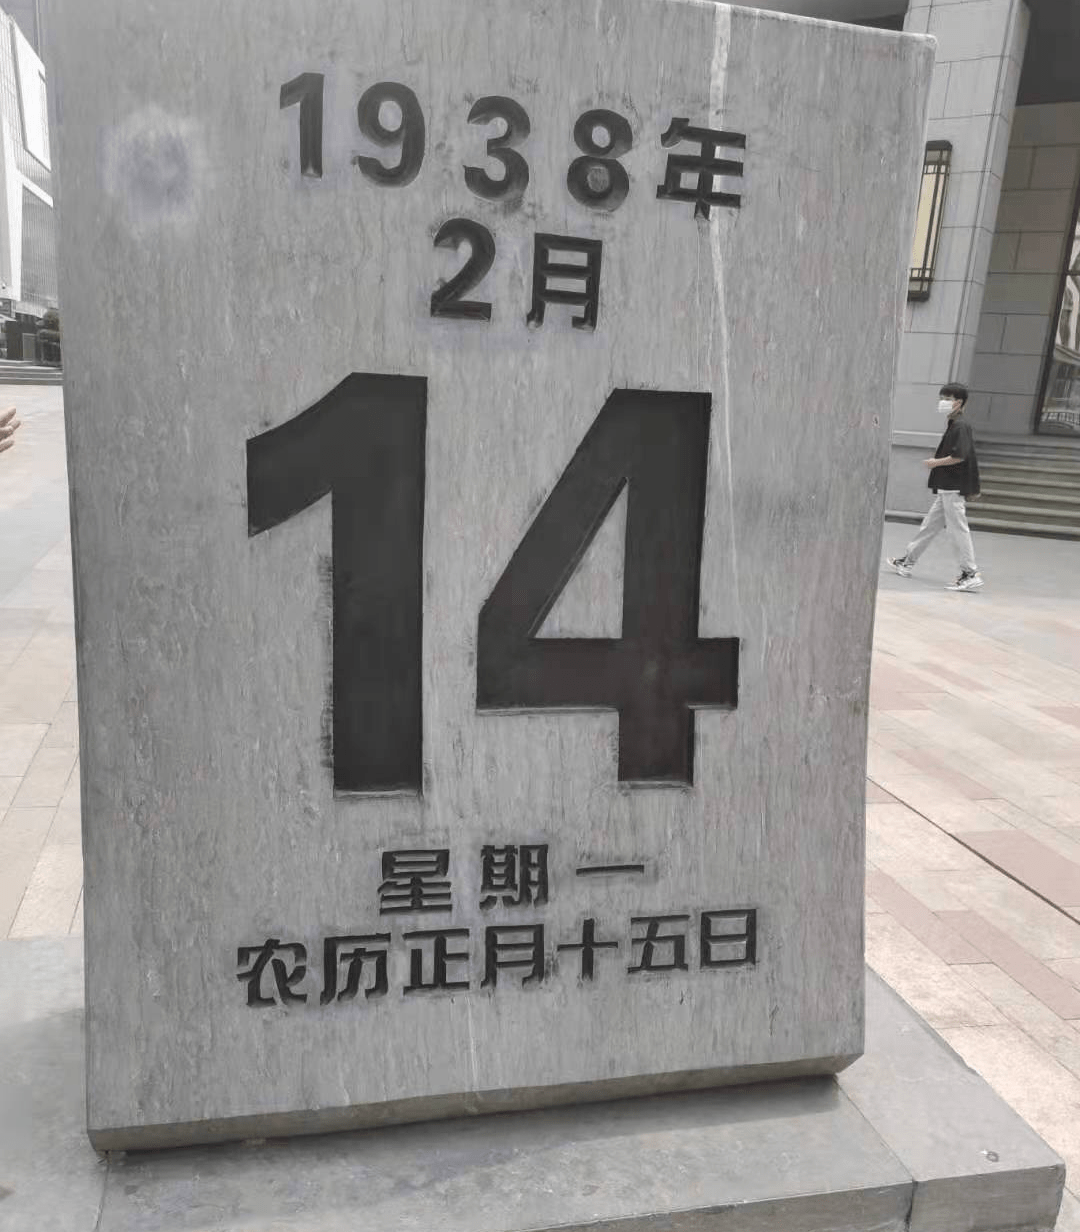 1938年
2月
14
星期一
农历正月十五日